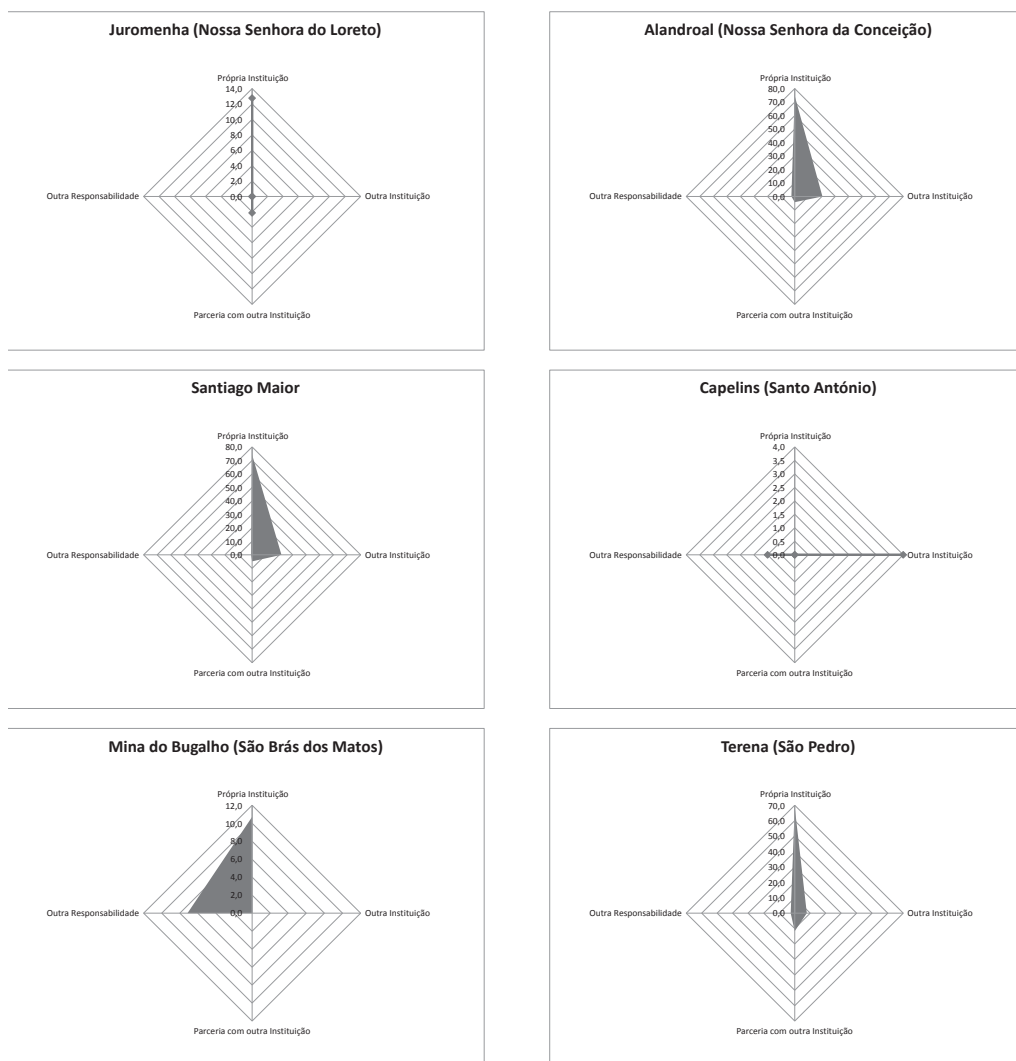 Juromenha (Nossa Senhora do Loreto)
Própria Instituição
14,0
12,0
10,0
8,0
6,0
4,0
2,0
0,0
Outra Responsabilidade
Outra Instituição
Parceria com outra Instituição
Alandroal (Nossa Senhora da Conceição)
Própria Instituição
80,0
70,0
60,0
50,0
40,0
30,0
20,0
10,0
0,0
Outra Responsabilidade
Outra Instituição
Parceria com outra Instituição
Santiago Maior
Própria Instituição
80,0
70,0
60,0
50,0
40,0
30,0
20,0
10,0
0,0
Outra Responsabilidade
Outra Instituição
Parceria com outra Instituição
Capelins (Santo António)
Própria Instituição
4,0
3,5
3,0
2,5
2,0
1,5
1,0
0,5
0,0
Outra Responsabilidade
Outra Instituição
Parceria com outra Instituição
Mina do Bugalho (São Brás dos Matos)
Própria Instituição
12,0
10,0
8,0
6,0
4,0
2,0
0,0
Outra Responsabilidade
Outra Instituição
Parceria com outra Instituição
Terena (São Pedro)
Própria Instituição
70,0
60,0
50,0
40,0
30,0
20,0
10,0
0,0
Outra Responsabilidade
Outra Instituição
Parceria com outra Instituição